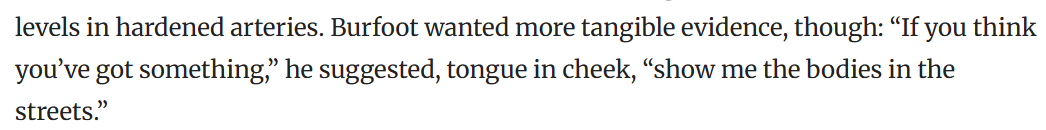 levels in hardened arteries. Burfoot wanted more tangible evidence, though: “If you think
you’ve got something,” he suggested, tongue in cheek, “show me the bodies in the
streets.”